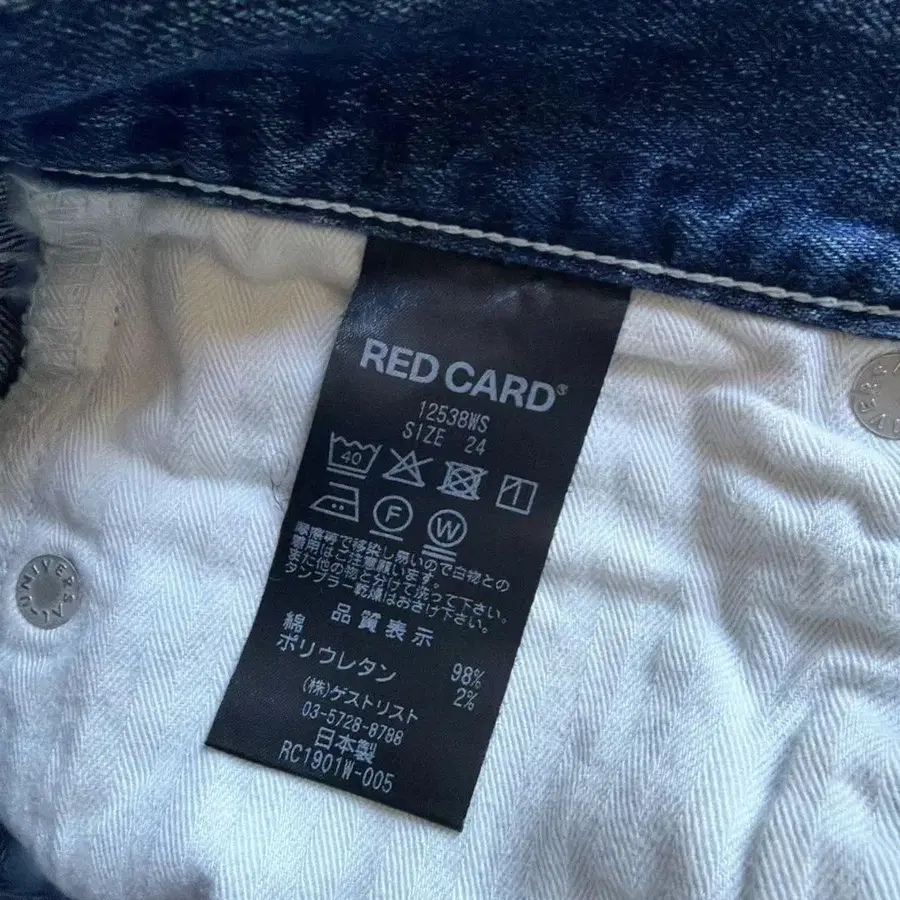 RED CARD®
12538WS
SIZE 24
40
1
F
W
摩擦等で移染し易いので白物との
着用はご注意願います。
また他の物と分けて洗って下さい。
タンブラー乾燥はおさけ下さい。
品質表示
綿 98%
ポリウレタン 2%
(株)ゲストリスト
03-5728-8788
日本製
RC1901W-005
UNIVERSAL